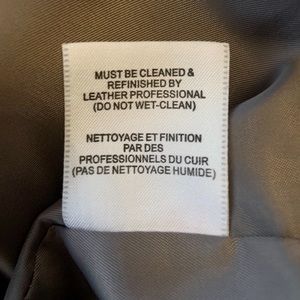 MUST BE CLEANED &
REFINISHED BY
LEATHER PROFESSIONAL
(DO NOT WET-CLEAN)
NETTOYAGE ET FINITION
PAR DES
PROFESSIONNELS DU CUIR
(PAS DE NETTOYAGE HUMIDE)